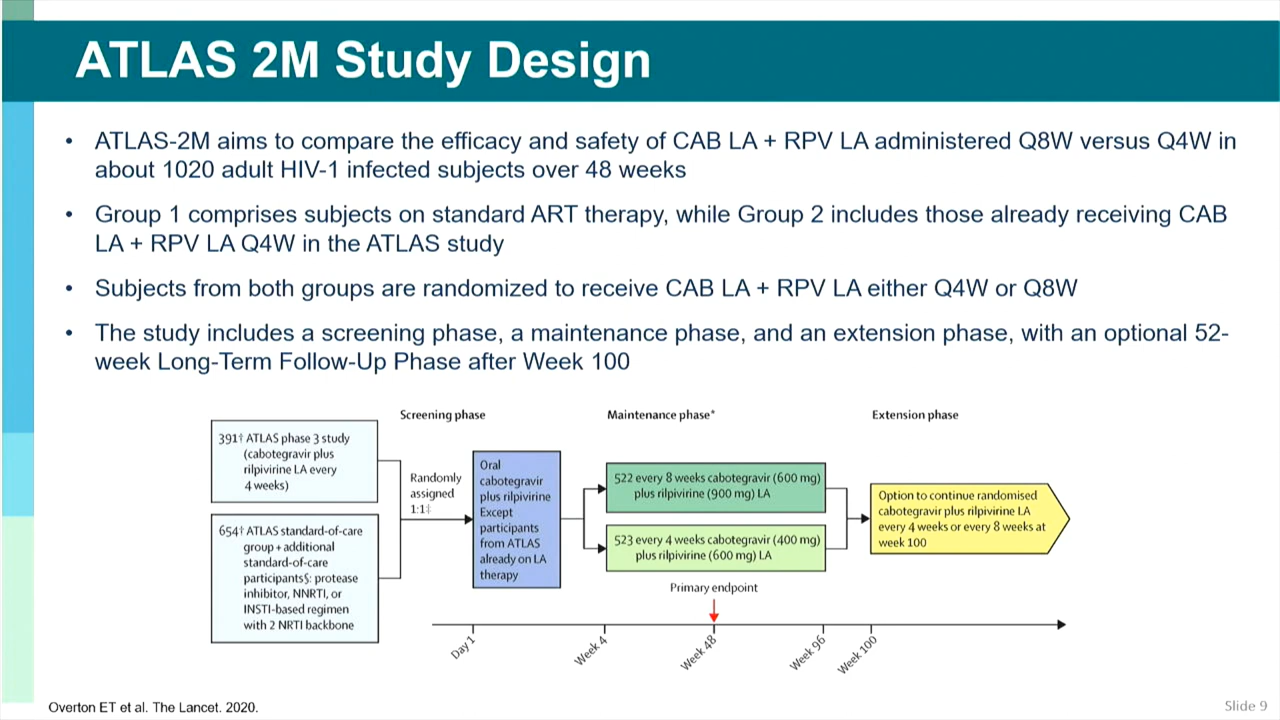 ATLAS 2M Study Design
• ATLAS-2M aims to compare the efficacy and safety of CAB LA + RPV LA administered Q8W versus Q4W in
about 1020 adult HIV-1 infected subjects over 48 weeks
• Group 1 comprises subjects on standard ART therapy, while Group 2 includes those already receiving CAB
LA + RPV LA Q4W in the ATLAS study
• Subjects from both groups are randomized to receive CAB LA + RPV LA either Q4W or Q8W
• The study includes a screening phase, a maintenance phase, and an extension phase, with an optional 52-
week Long-Term Follow-Up Phase after Week 100
Screening phase
Maintenance phase*
Extension phase
391† ATLAS phase 3 study
(cabotegravir plus
rilpivirine LA every
4 weeks)
654† ATLAS standard-of-care
group + additional
standard-of-care
participants§: protease
inhibitor, NNRTI, or
INSTI-based regimen
with 2 NRTI backbone
Randomly
assigned
1:1‡
Oral
cabotegravir
plus rilpivirine
Except
participants
from ATLAS
already on LA
therapy
522 every 8 weeks cabotegravir (600 mg)
plus rilpivirine (900 mg) LA
523 every 4 weeks cabotegravir (400 mg)
plus rilpivirine (600 mg) LA
Option to continue randomised
cabotegravir plus rilpivirine LA
every 4 weeks or every 8 weeks at
week 100
Primary endpoint
Day 1
Week 4
Week 48
Week 96
Week 100
Overton ET et al. The Lancet. 2020.
Slide 9